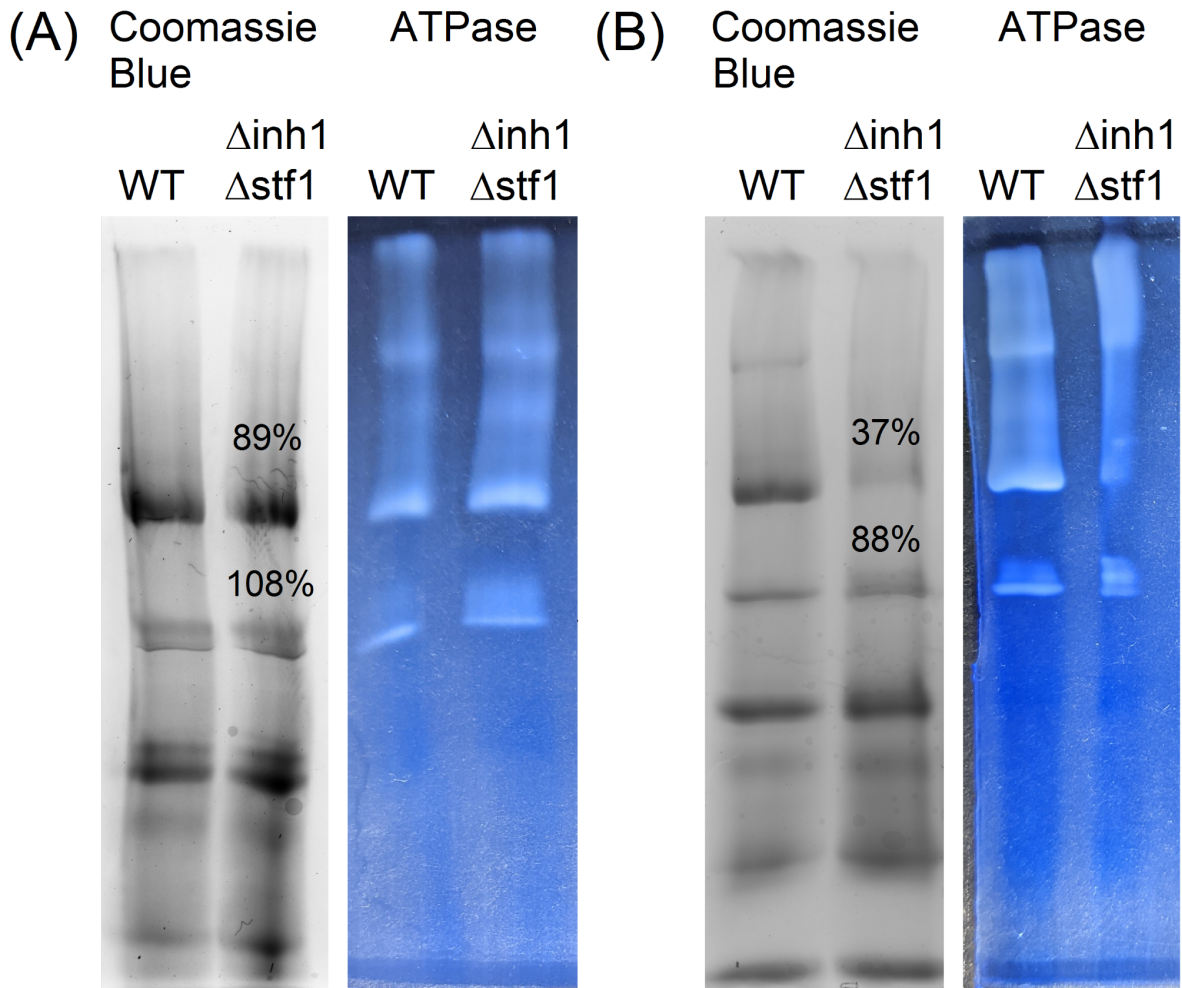 (A) Coomassie Blue ATPase
WT Δinh1 Δstf1 WT Δinh1 Δstf1
89%
108%
(B) Coomassie Blue ATPase
WT Δinh1 Δstf1 WT Δinh1 Δstf1
37%
88%